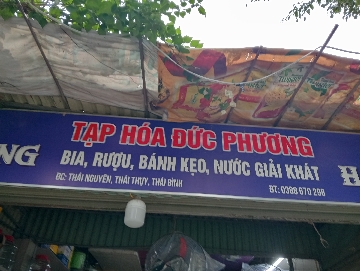 TẠP HÓA ĐỨC PHƯƠNG
BIA, RƯỢU, BÁNH KẸO, NƯỚC GIẢI KHÁT
ĐC: THÁI NGUYÊN, THÁI THỤY, THÁI BÌNH
ĐT: 0388 670 298
NG
H